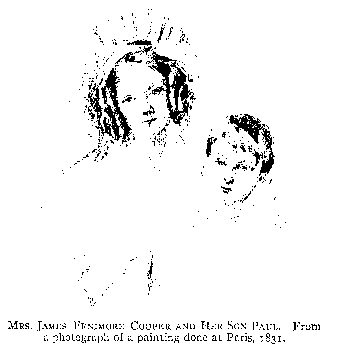 MRS. JAMES FENIMORE COOPER AND HER SON PAUL. From
a photograph of a painting done at Paris, 1831.